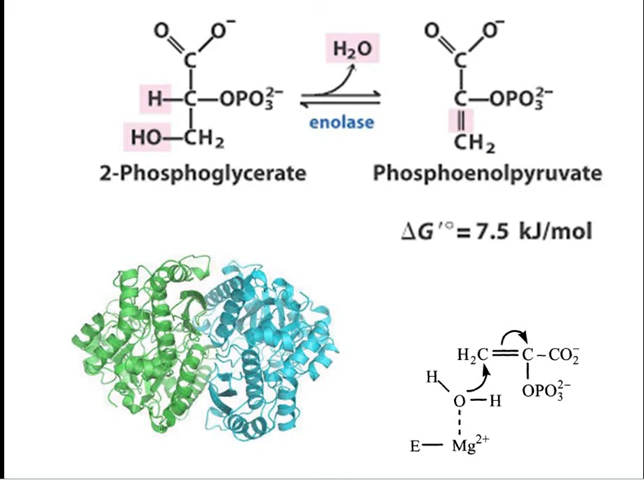 O O⁻
C
H—C—OPO₃²⁻
HO—CH₂
2-Phosphoglycerate
H₂O
enolase
O O⁻
C
C—OPO₃²⁻
CH₂
Phosphoenolpyruvate
ΔG′° = 7.5 kJ/mol
H₂C=C–CO₂⁻
OPO₃²⁻
H
O—H
E—Mg²⁺